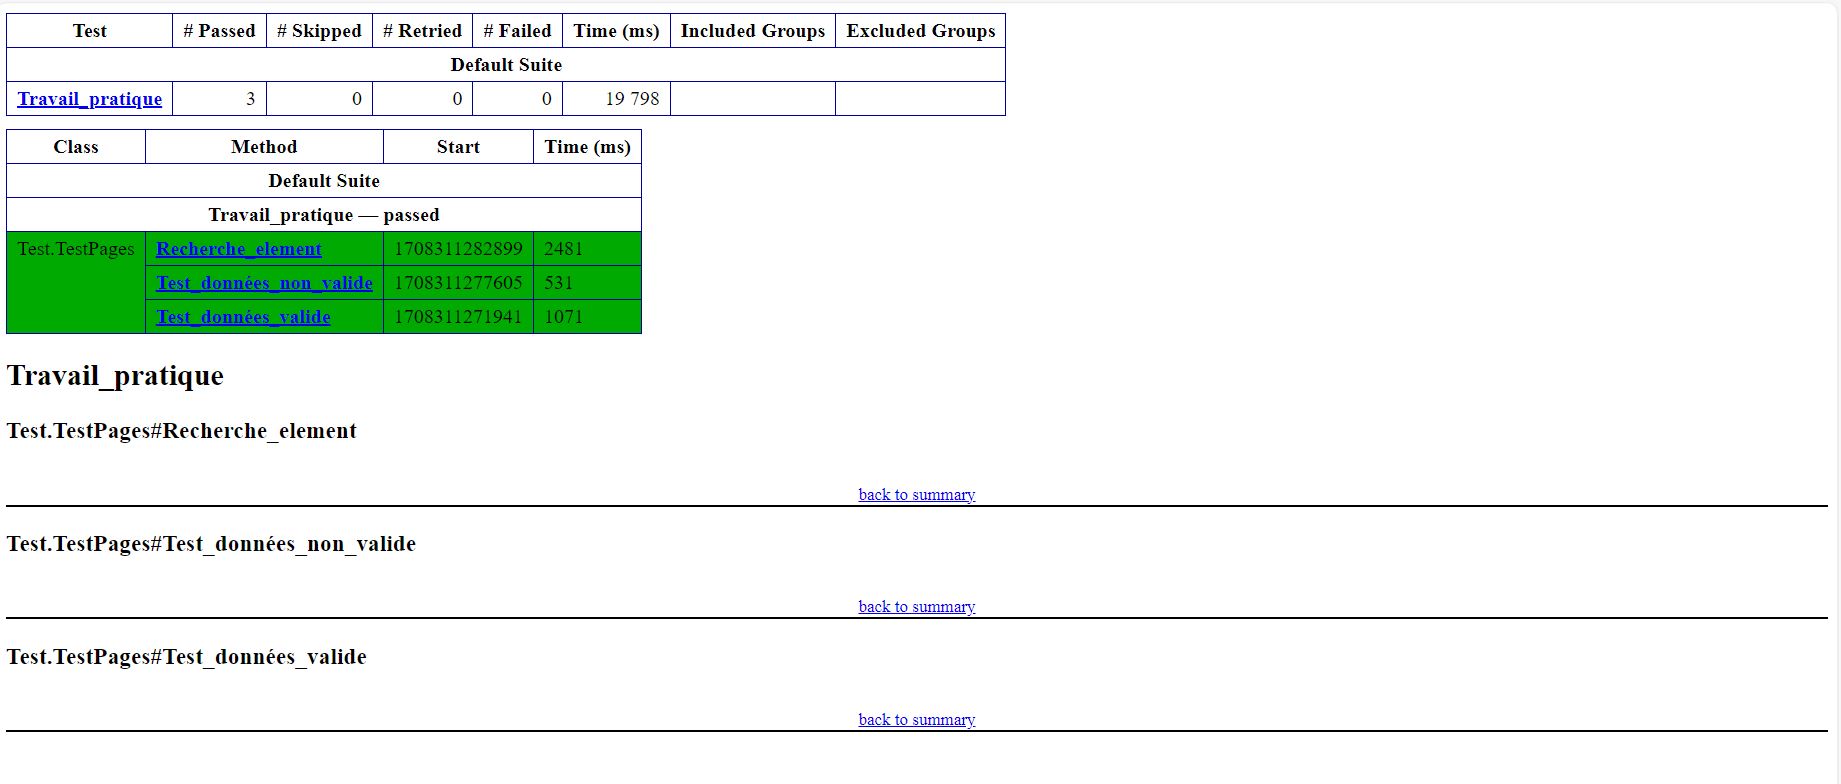 Test # Passed # Skipped # Retried # Failed Time (ms) Included Groups Excluded Groups
Default Suite
Travail_pratique 3 0 0 0 19 798
Class Method Start Time (ms)
Default Suite
Travail_pratique — passed
Test.TestPages Recherche_element 1708311282899 2481
Test_données_non_valide 1708311277605 531
Test_données_valide 1708311271941 1071
Travail_pratique
Test.TestPages#Recherche_element
back to summary
Test.TestPages#Test_données_non_valide
back to summary
Test.TestPages#Test_données_valide
back to summary